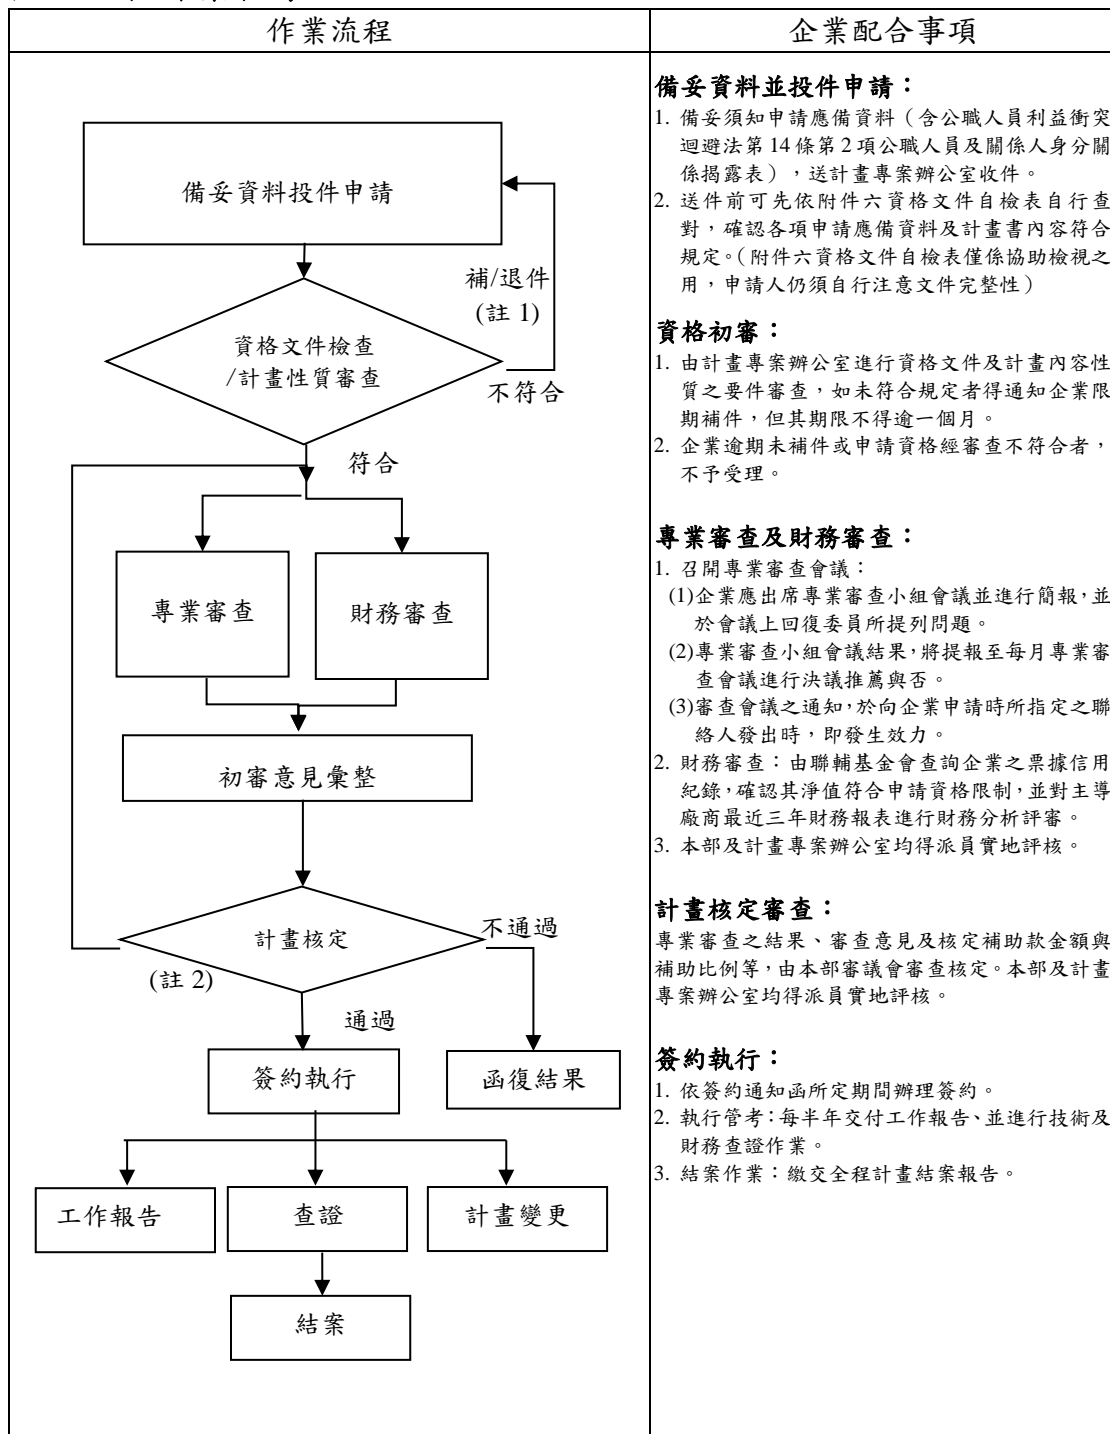 作業流程
企業配合事項
備妥資料投件申請
補/退件
(註 1)
資格文件檢查
/計畫性質審查
不符合
符合
專業審查
財務審查
初審意見彙整
計畫核定
不通過
(註 2)
通過
簽約執行
函復結果
工作報告
查證
計畫變更
結案
備妥資料並投件申請：
1. 備妥須知申請應備資料（含公職人員利益衝突
迴避法第 14 條第 2 項公職人員及關係人身分關
係揭露表），送計畫專案辦公室收件。
2. 送件前可先依附件六資格文件自檢表自行查
對，確認各項申請應備資料及計畫書內容符合
規定。（附件六資格文件自檢表僅係協助檢視之
用，申請人仍須自行注意文件完整性）
資格初審：
1. 由計畫專案辦公室進行資格文件及計畫內容性
質之要件審查，如未符合規定者得通知企業限
期補件，但其期限不得逾一個月。
2. 企業逾期未補件或申請資格經審查不符合者，
不予受理。
專業審查及財務審查：
1. 召開專業審查會議：
(1)企業應出席專業審查小組會議並進行簡報，並
於會議上回復委員所提列問題。
(2)專業審查小組會議結果，將提報至每月專業審
查會議進行決議推薦與否。
(3)審查會議之通知，於向企業申請時所指定之聯
絡人發出時，即發生效力。
2. 財務審查：由聯輔基金會查詢企業之票據信用
紀錄，確認其淨值符合申請資格限制，並對主導
廠商最近三年財務報表進行財務分析評審。
3. 本部及計畫專案辦公室均得派員實地評核。
計畫核定審查：
專業審查之結果、審查意見及核定補助款金額與
補助比例等，由本部審議會審查核定。本部及計畫
專案辦公室均得派員實地評核。
簽約執行：
1. 依簽約通知函所定期間辦理簽約。
2. 執行管考：每半年交付工作報告、並進行技術及
財務查證作業。
3. 結案作業：繳交全程計畫結案報告。